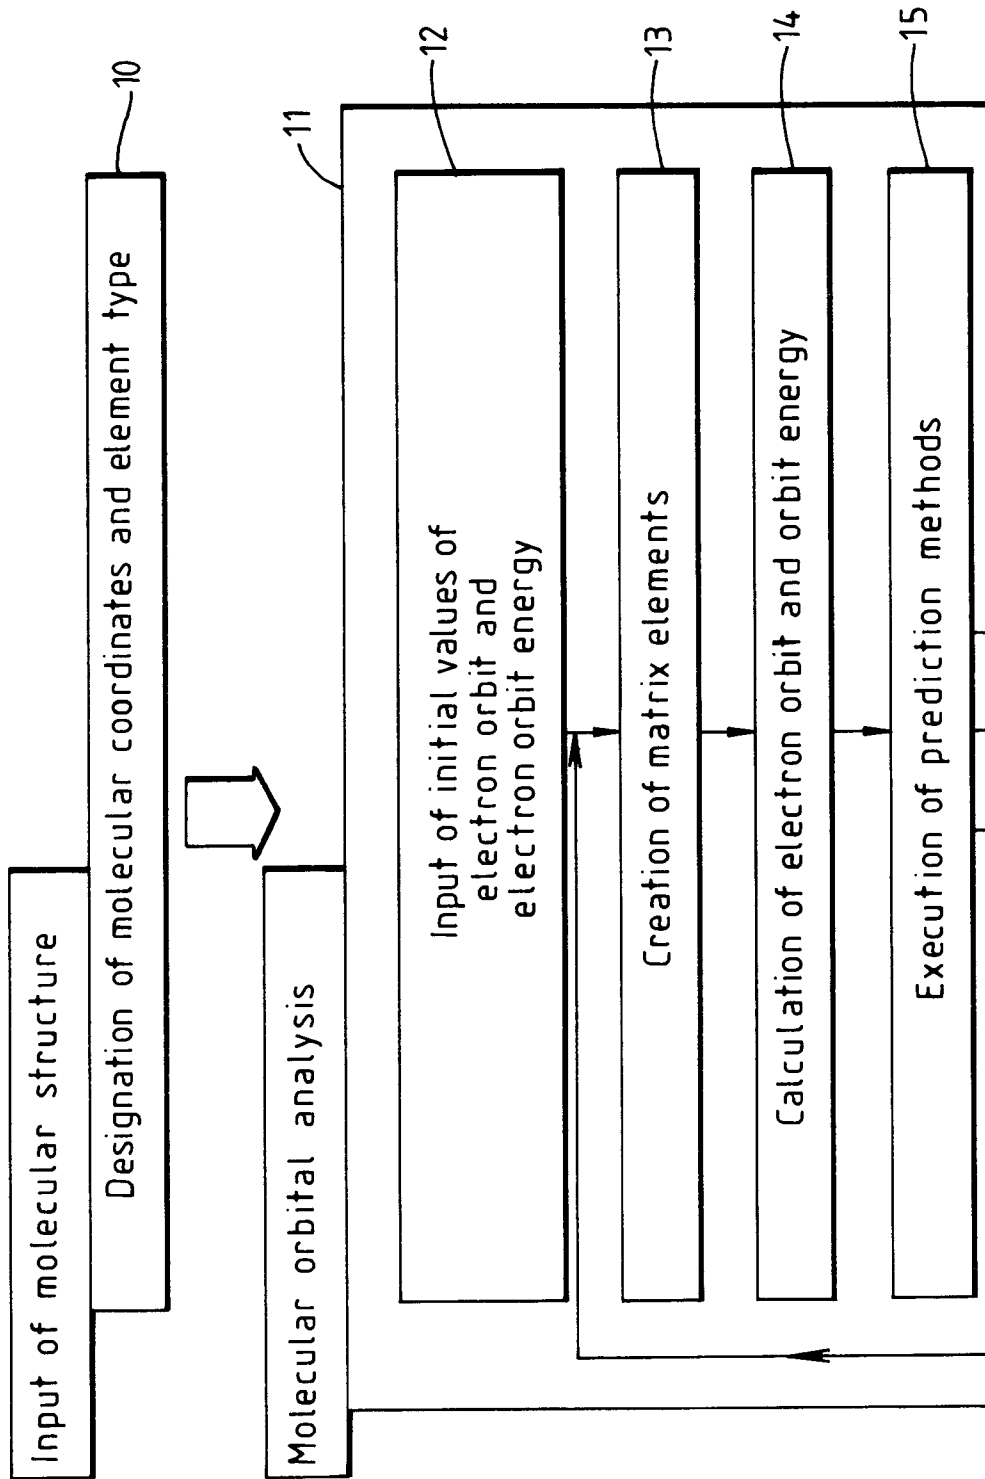 Input of molecular structure
Designation of molecular coordinates and element type
10
Molecular orbital analysis
11
Input of initial values of
electron orbit and
electron orbit energy
12
Creation of matrix elements
13
Calculation of electron orbit and orbit energy
14
Execution of prediction methods
15